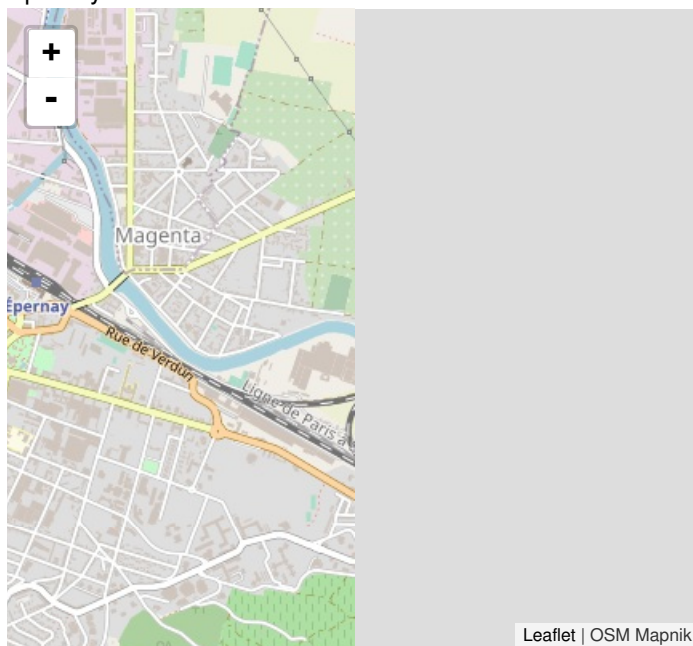 +
-
Magenta
Épernay
Rue de Verdun
Ligne de Paris à
Leaflet | OSM Mapnik